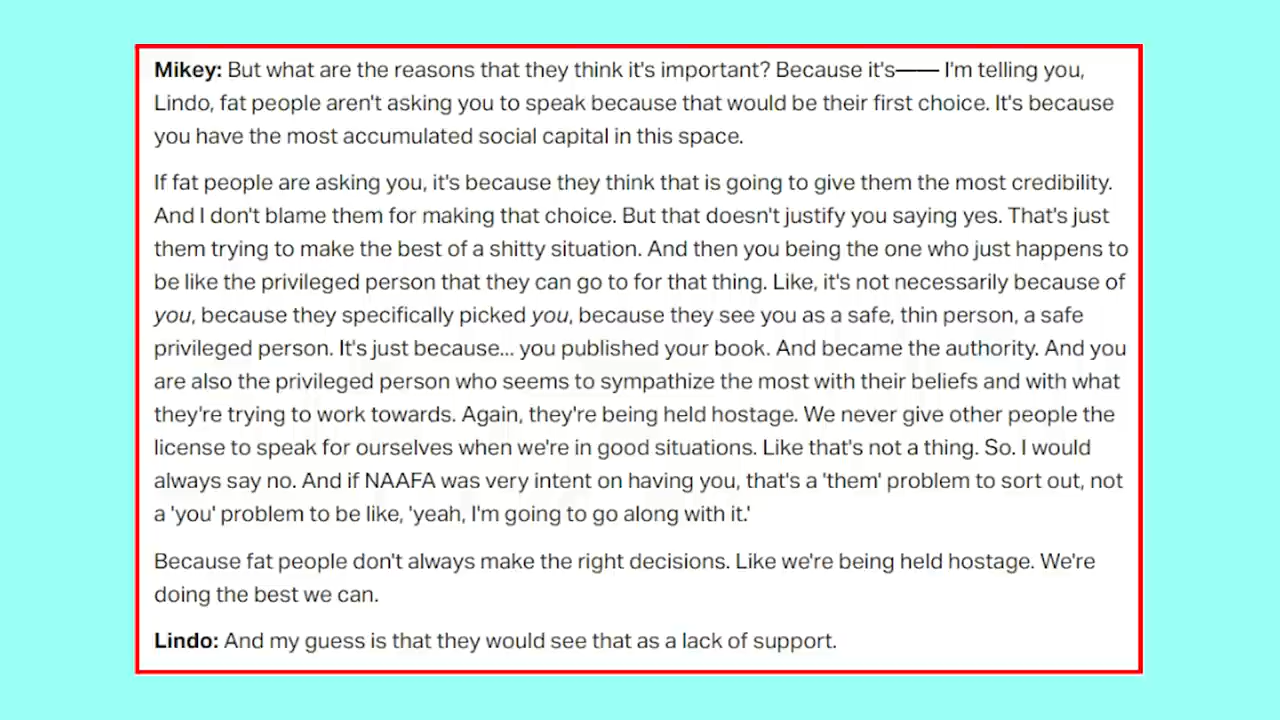 Mikey: But what are the reasons that they think it's important? Because it's—— I'm telling you,
Lindo, fat people aren't asking you to speak because that would be their first choice. It's because
you have the most accumulated social capital in this space.
If fat people are asking you, it's because they think that is going to give them the most credibility.
And I don't blame them for making that choice. But that doesn't justify you saying yes. That's just
them trying to make the best of a shitty situation. And then you being the one who just happens to
be like the privileged person that they can go to for that thing. Like, it's not necessarily because of
you, because they specifically picked you, because they see you as a safe, thin person, a safe
privileged person. It's just because... you published your book. And became the authority. And you
are also the privileged person who seems to sympathize the most with their beliefs and with what
they're trying to work towards. Again, they're being held hostage. We never give other people the
license to speak for ourselves when we're in good situations. Like that's not a thing. So. I would
always say no. And if NAAFA was very intent on having you, that's a 'them' problem to sort out, not
a 'you' problem to be like, 'yeah, I'm going to go along with it.'
Because fat people don't always make the right decisions. Like we're being held hostage. We're
doing the best we can.
Lindo: And my guess is that they would see that as a lack of support.